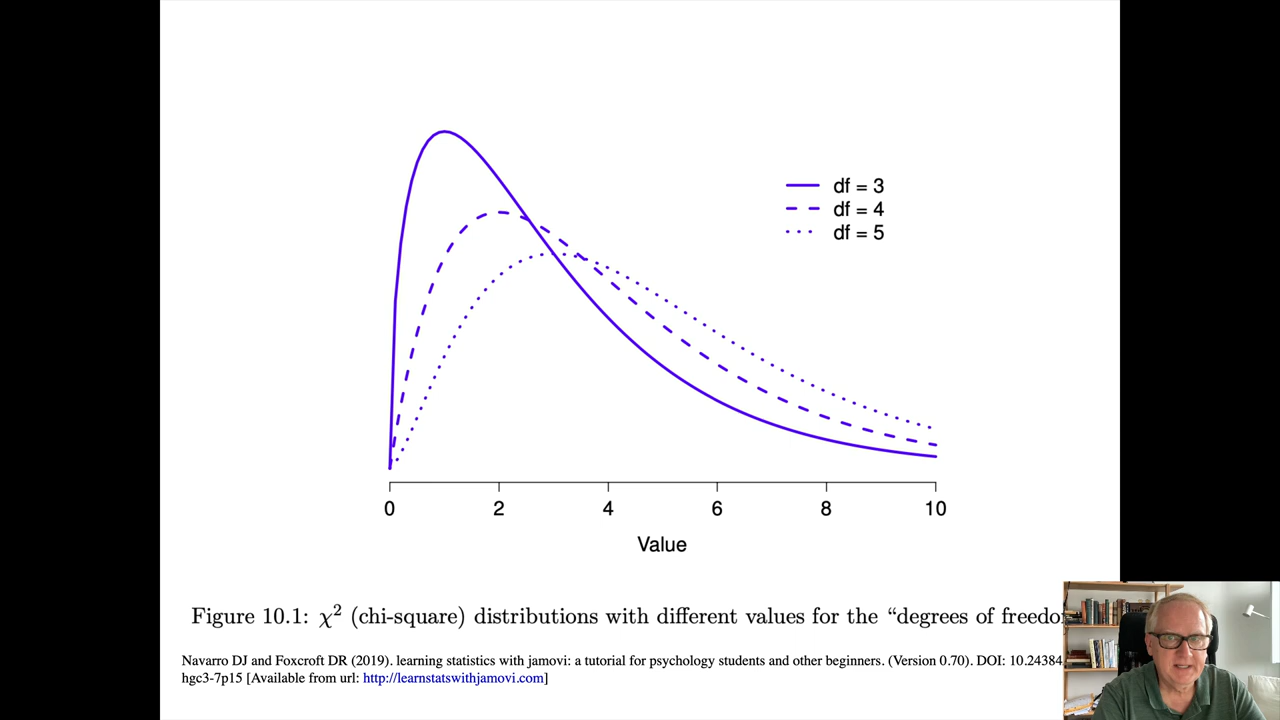 df = 3
df = 4
df = 5
0 2 4 6 8 10
Value
Figure 10.1: χ² (chi-square) distributions with different values for the “degrees of
Navarro DJ and Foxcroft DR (2019). learning statistics with jamovi: a tutorial for psychology students and other beginners. (Version 0.70). DOI: 10.24384
hgc3-7p15 [Available from url: http://learnstatswithjamovi.com]